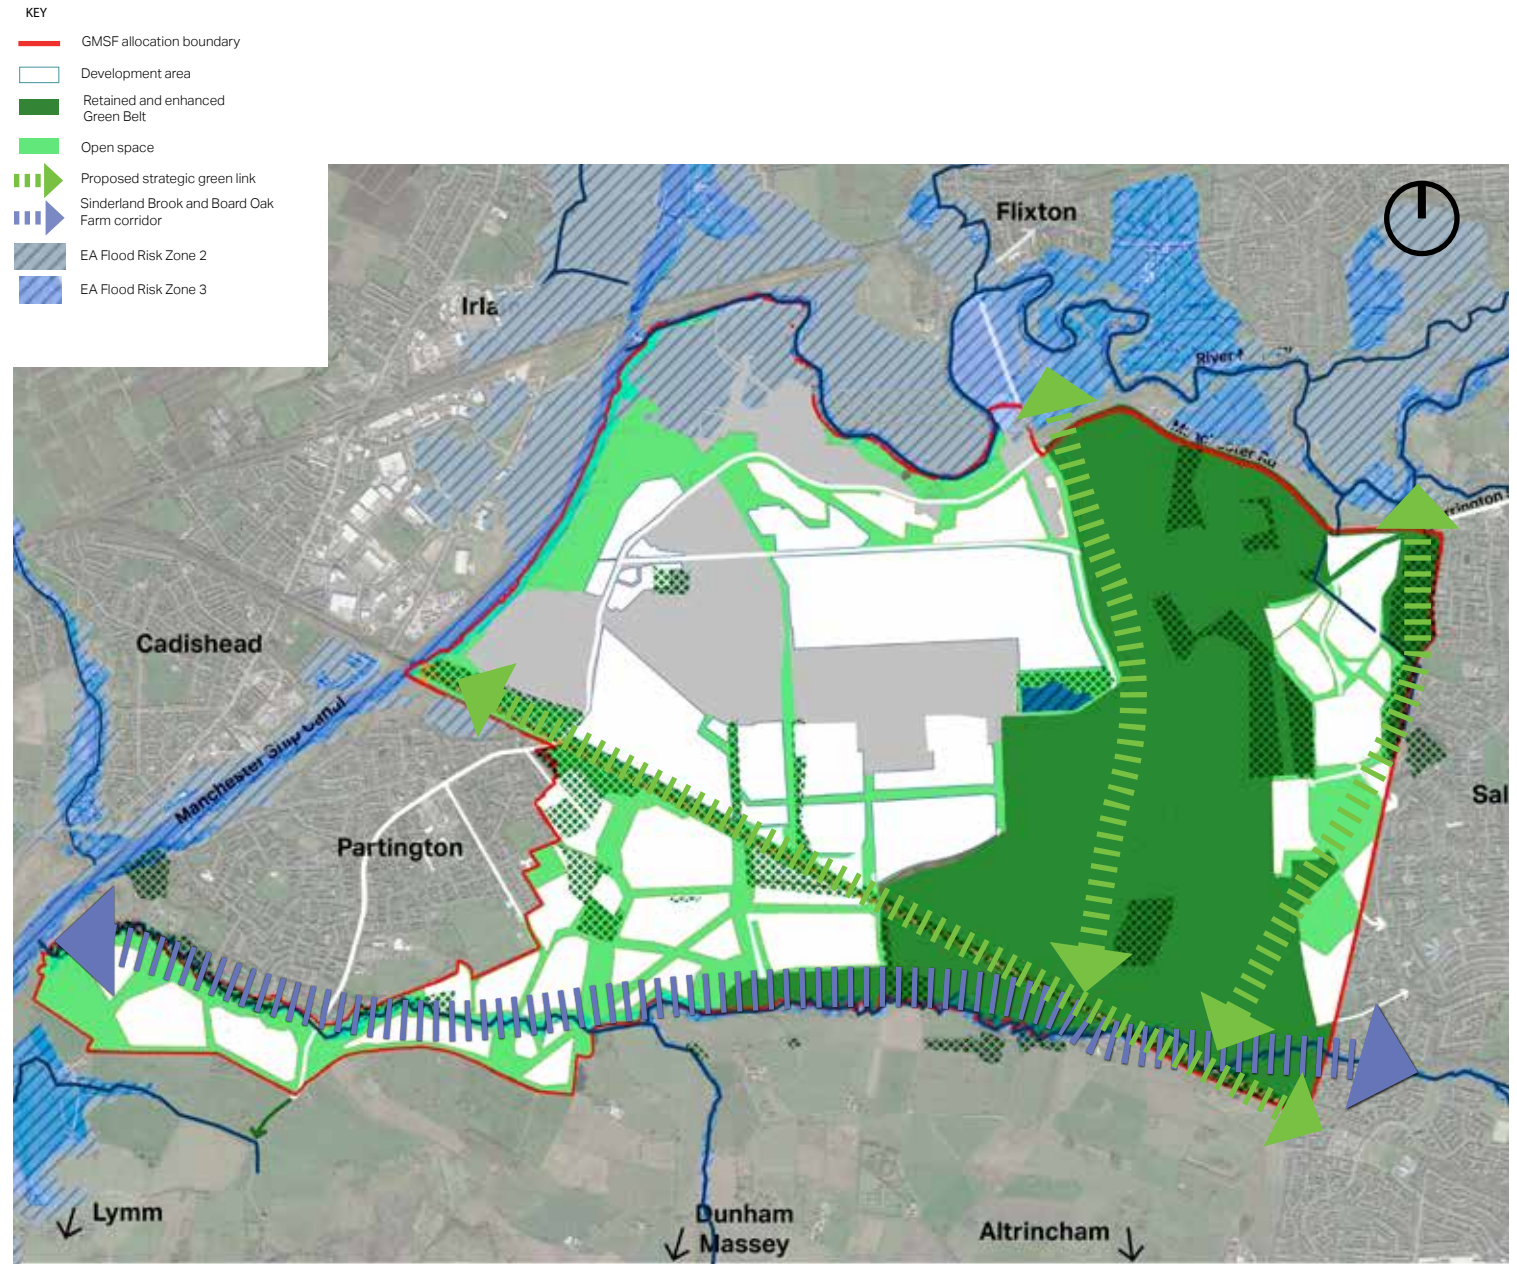 KEY
GMSF allocation boundary
Development area
Retained and enhanced
Green Belt
Open space
Proposed strategic green link
Sinderland Brook and Board Oak
Farm corridor
EA Flood Risk Zone 2
EA Flood Risk Zone 3
Flixton
Irla
River
Cadishead
Manchester Ship Canal
Partington
Sal
Lymm
Dunham
Massey
Altrincham